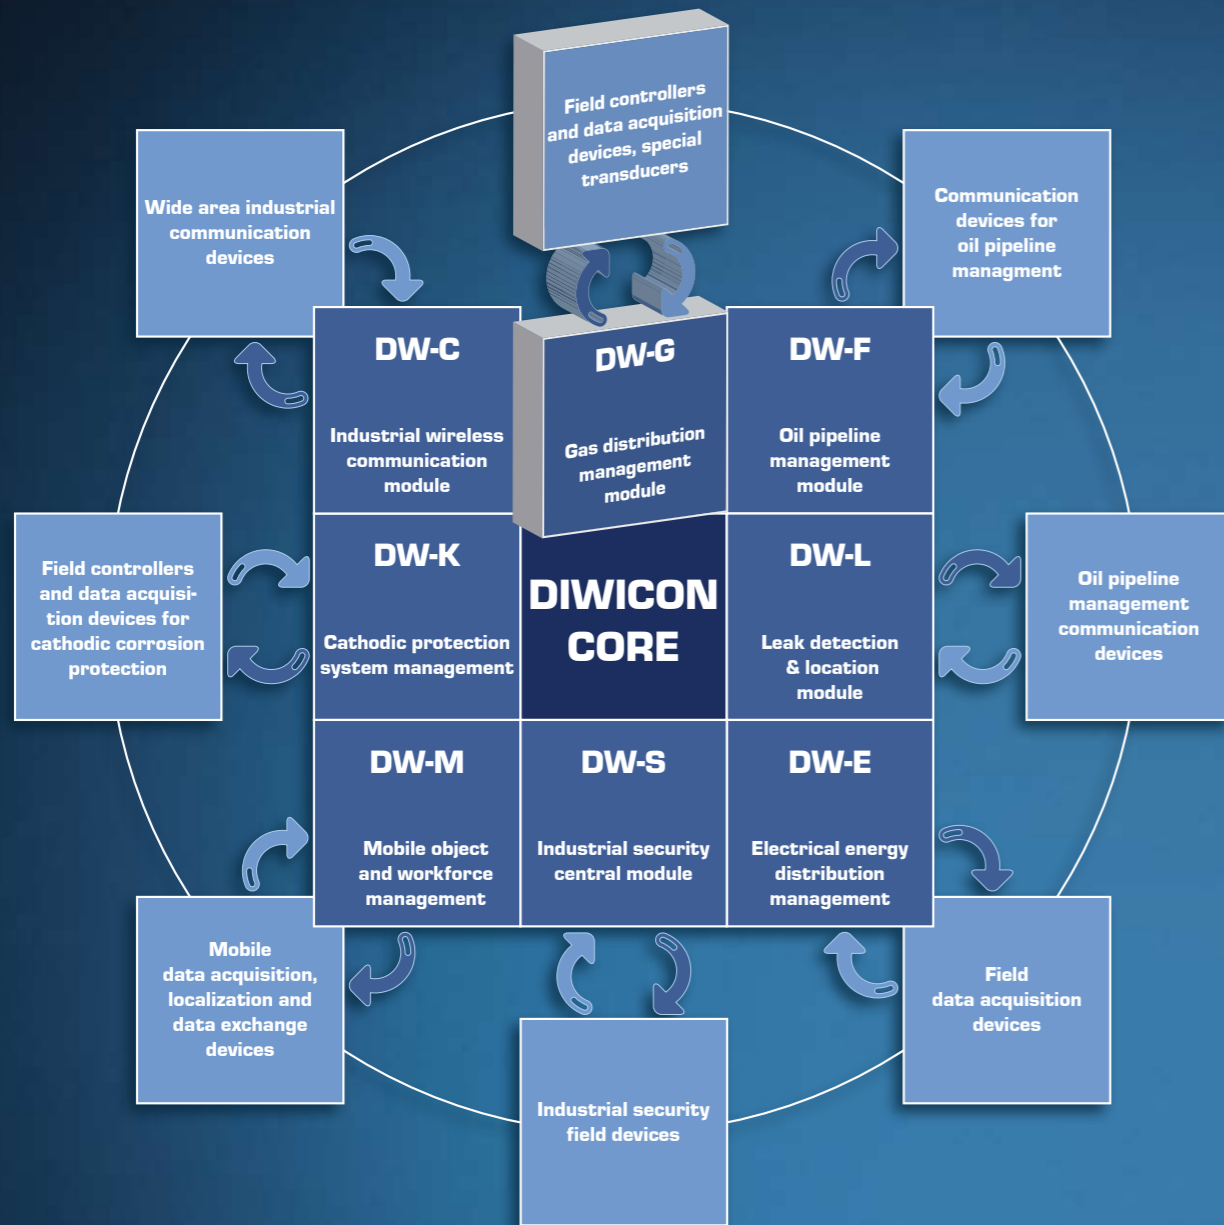 Field controllers
and data acquisition
devices, special
transducers
Wide area industrial
communication
devices
Communication
devices for
oil pipeline
managment
DW-C
Industrial wireless
communication
module
DW-G
Gas distribution
management
module
DW-F
Oil pipeline
management
module
Field controllers
and data acquisi-
tion devices for
cathodic corrosion
protection
DW-K
Cathodic protection
system management
DIWICON
CORE
DW-L
Leak detection
& location
module
Oil pipeline
management
communication
devices
DW-M
Mobile object
and workforce
management
DW-S
Industrial security
central module
DW-E
Electrical energy
distribution
management
Mobile
data acquisition,
localization and
data exchange
devices
Industrial security
field devices
Field
data acquisition
devices